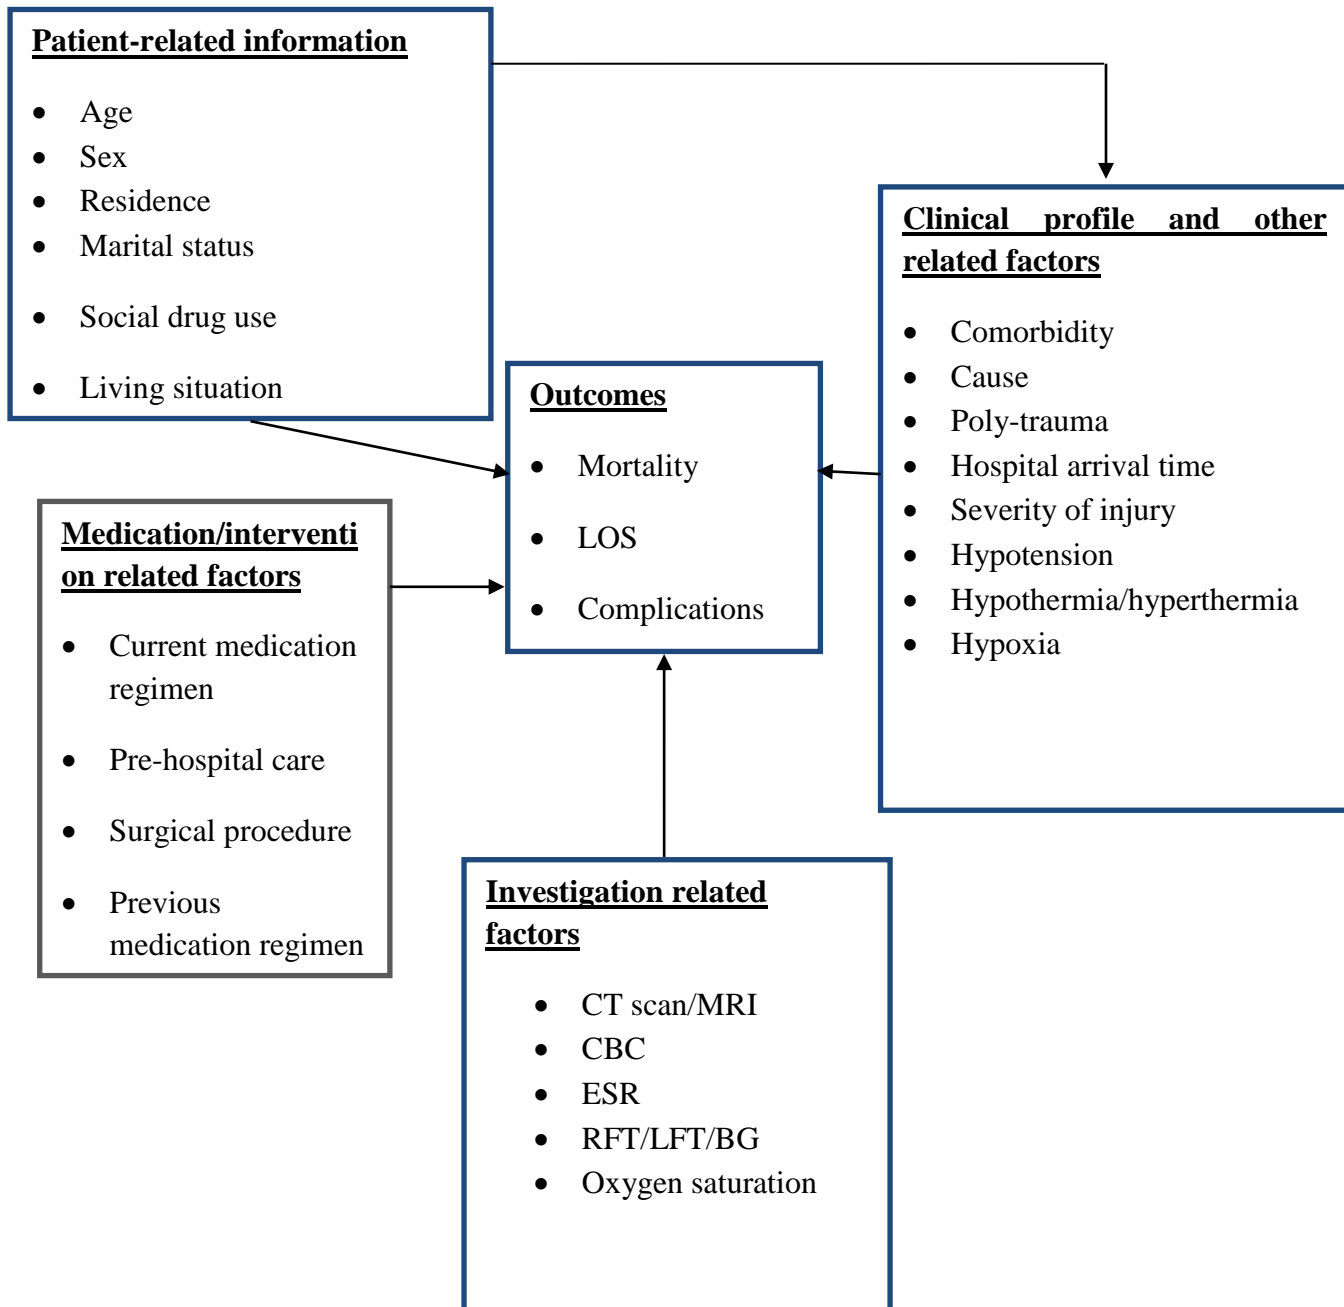 Patient-related information
• Age
• Sex
• Residence
• Marital status
• Social drug use
• Living situation
Clinical profile and other
related factors
• Comorbidity
• Cause
• Poly-trauma
• Hospital arrival time
• Severity of injury
• Hypotension
• Hypothermia/hyperthermia
• Hypoxia
Outcomes
• Mortality
• LOS
• Complications
Medication/interventi
on related factors
• Current medication
regimen
• Pre-hospital care
• Surgical procedure
• Previous
medication regimen
Investigation related
factors
• CT scan/MRI
• CBC
• ESR
• RFT/LFT/BG
• Oxygen saturation